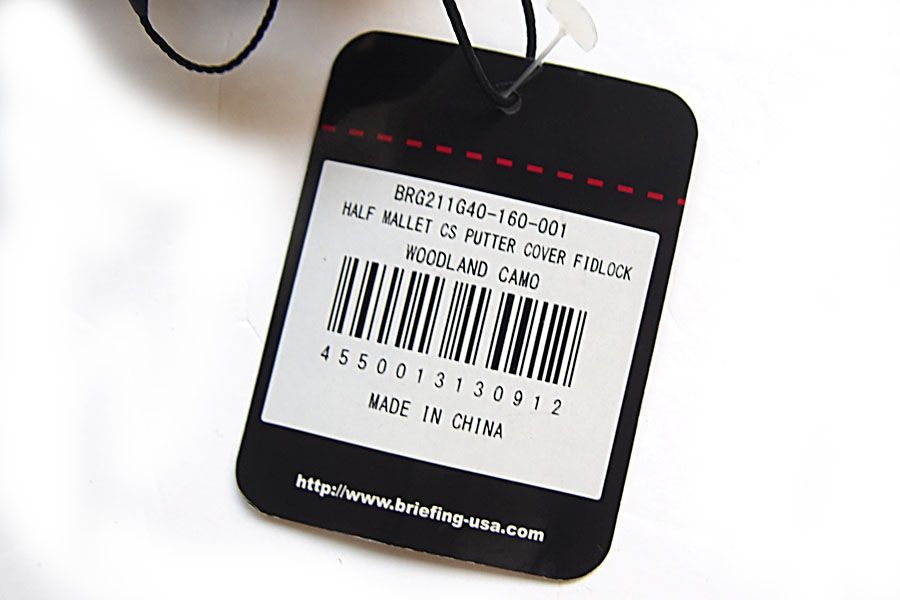 BRG211G40-160-001
HALF MALLET CS PUTTER COVER FIDLOCK
WOODLAND CAMO
4550013130912
MADE IN CHINA
http://www.briefing-usa.com